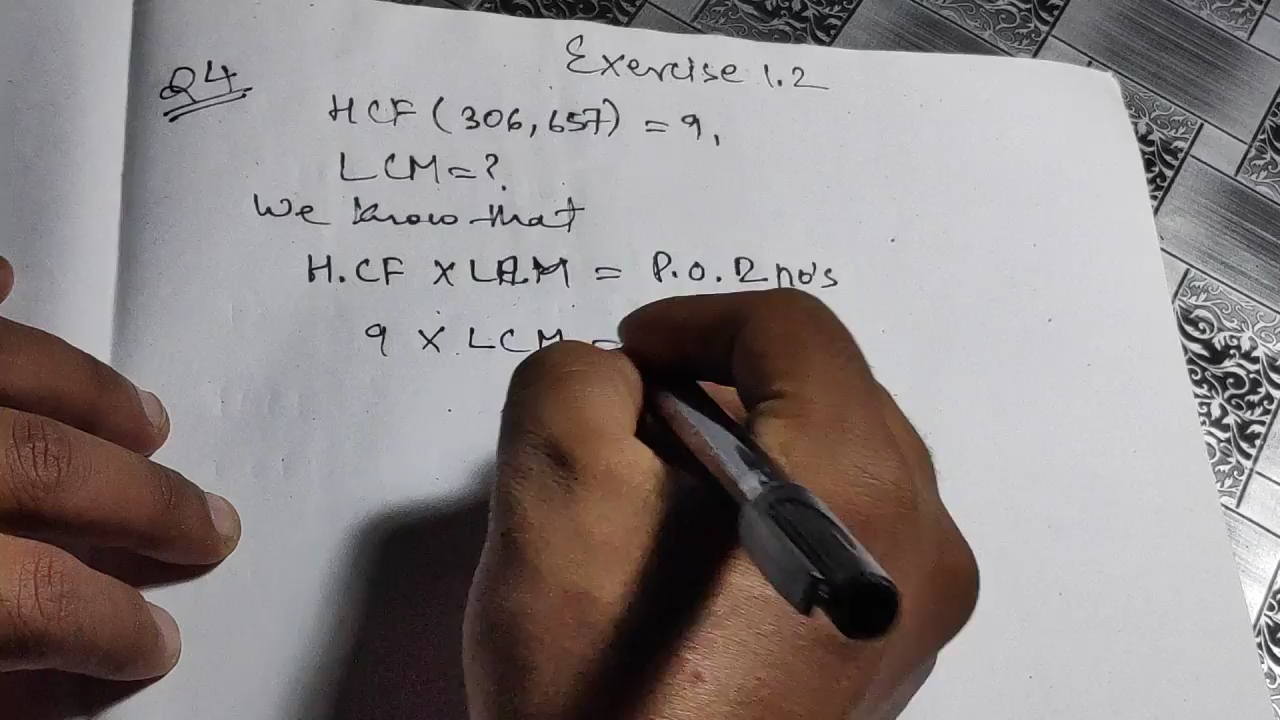 Exercise 1.2
Q4
HCF (306, 657) = 9,
LCM = ?
We know that
H.CF X LCM = P.O. 2 no's
9 X LCM =